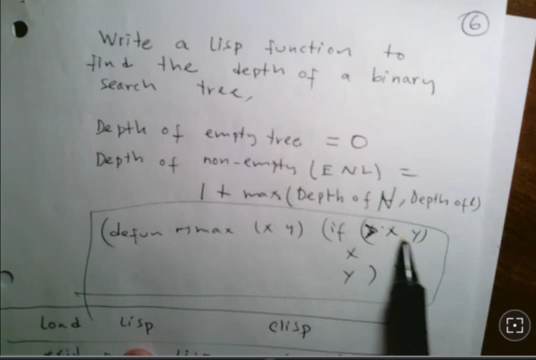 6
Write a lisp function to
find the depth of a binary
search tree,
Depth of empty tree = 0
Depth of non-empty (E N L) =
1 + max (Depth of N, Depth of L)
(defun mmax (x y) (if (> x y)
x
y )
Load Lisp clisp